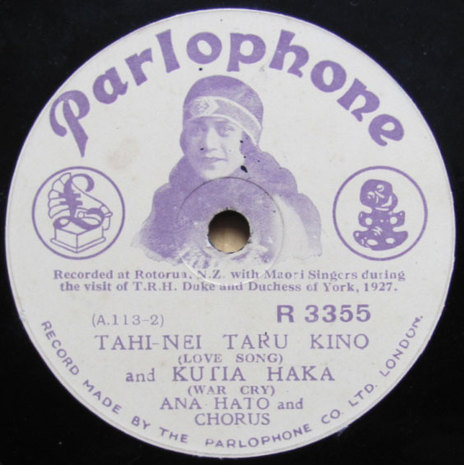 Parlophone
Recorded at Rotorua. N.Z. with Maori Singers during
the visit of T.R.H. Duke and Duchess of York, 1927.
(A.113-2) R 3355
TAHI-NEI TARU KINO
(LOVE SONG)
and KUTIA HAKA
(WAR CRY)
ANA HATO and
CHORUS
RECORD MADE BY THE PARLOPHONE CO. LTD. LONDON.